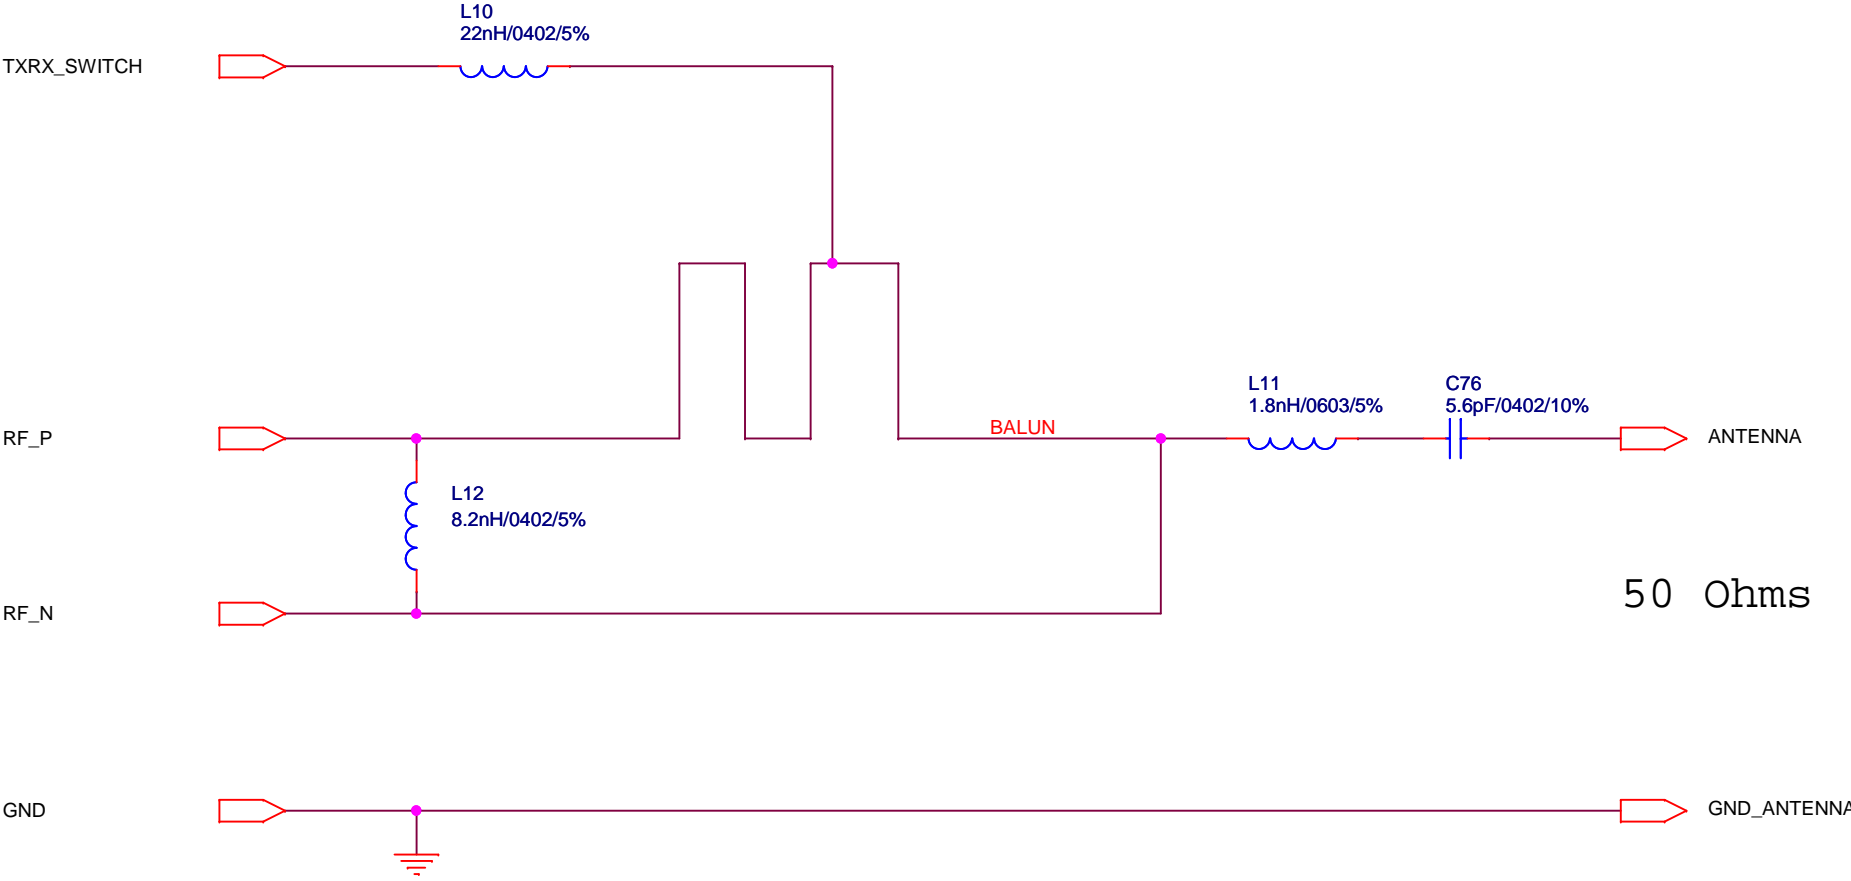 L10
22nH/0402/5%
TXRX_SWITCH
L11
1.8nH/0603/5%
C76
5.6pF/0402/10%
BALUN
RF_P
ANTENNA
L12
8.2nH/0402/5%
50 Ohms
RF_N
GND
GND_ANTENNA